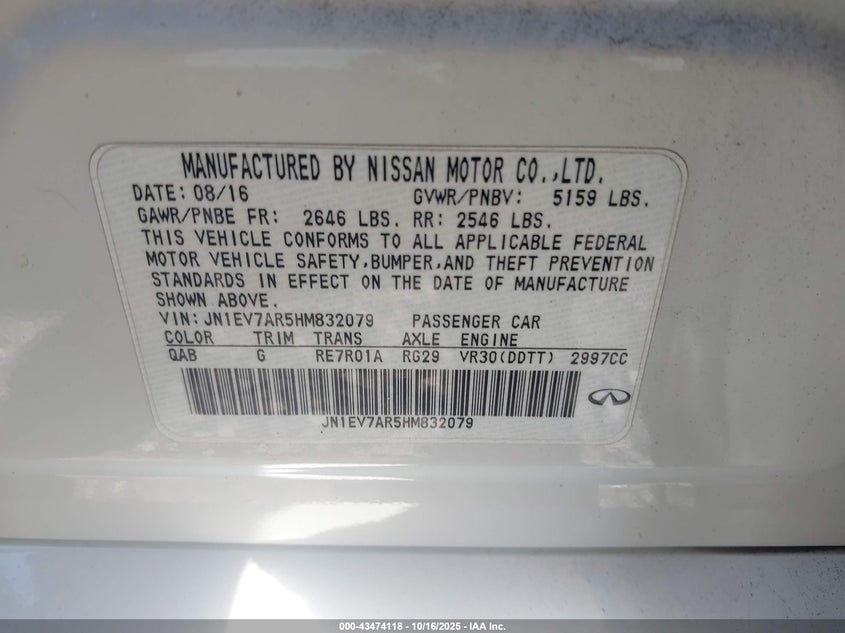 MANUFACTURED BY NISSAN MOTOR CO.,LTD.
DATE: 08/16 GVWR/PNBV: 5159 LBS.
GAWR/PNBE FR: 2646 LBS. RR: 2546 LBS.
THIS VEHICLE CONFORMS TO ALL APPLICABLE FEDERAL
MOTOR VEHICLE SAFETY,BUMPER,AND THEFT PREVENTION
STANDARDS IN EFFECT ON THE DATE OF MANUFACTURE
SHOWN ABOVE.
VIN: JN1EV7AR5HM832079 PASSENGER CAR
COLOR TRIM TRANS AXLE ENGINE
QAB G RE7R01A RG29 VR30(DDTT) 2997CC
JN1EV7AR5HM832079
000-43474118 - 10/16/2025 - IAA Inc.